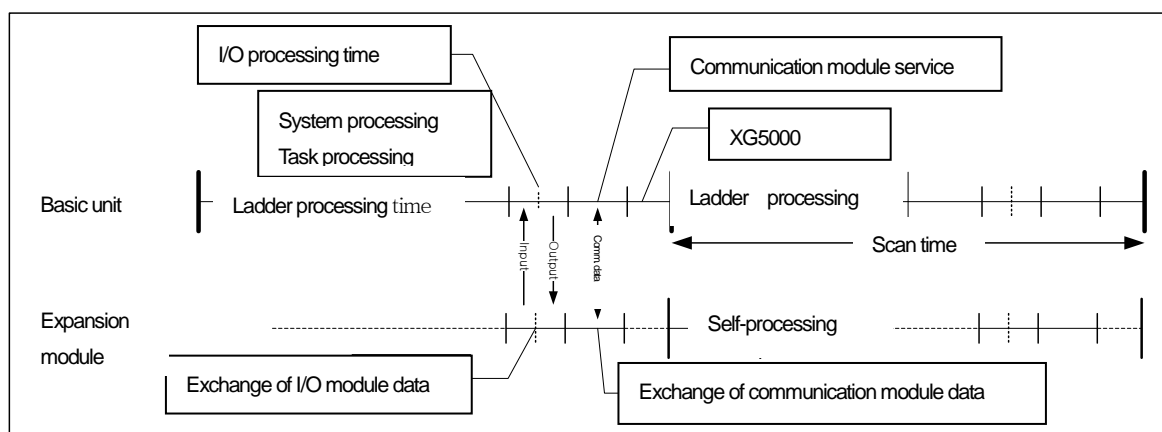 I/O processing time
Communication module service
System processing
Task processing
XG5000
Basic unit
Ladder processing time
Ladder processing
Scan time
Input
Output
Comm. data
Expansion
module
Self-processing
Exchange of I/O module data
Exchange of communication module data